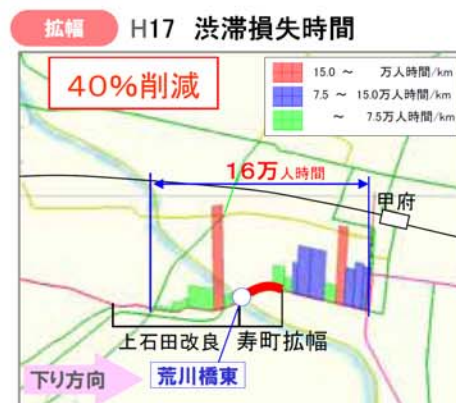 拡幅 H17 渋滞損失時間
40%削減
15.0 ～ 万人時間/km
7.5 ～ 15.0万人時間/km
～ 7.5万人時間/km
16万人時間
甲府
上石田改良 寿町拡幅
荒川橋東
下り方向